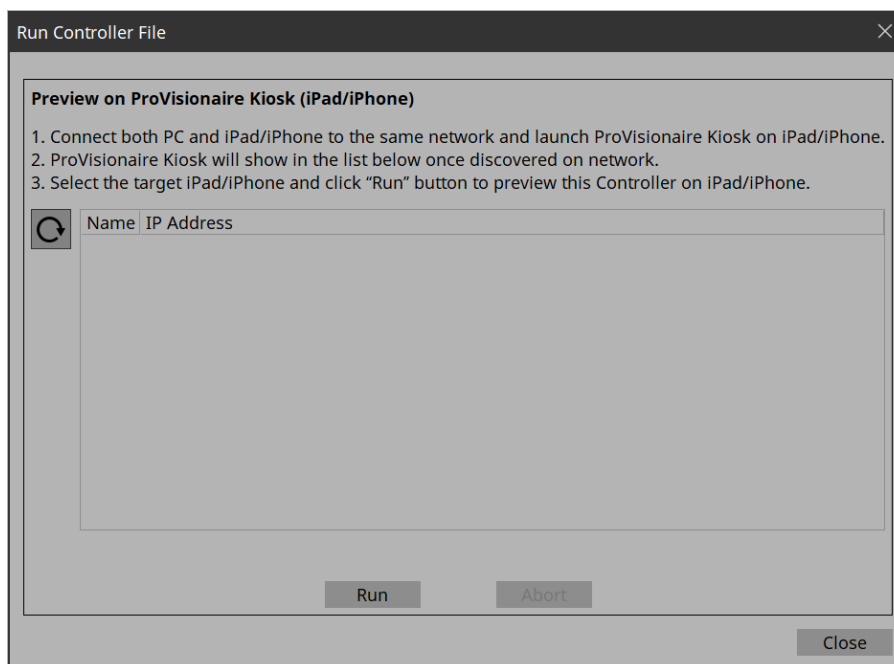 Run Controller File
Preview on ProVisionaire Kiosk (iPad/iPhone)
1. Connect both PC and iPad/iPhone to the same network and launch ProVisionaire Kiosk on iPad/iPhone.
2. ProVisionaire Kiosk will show in the list below once discovered on network.
3. Select the target iPad/iPhone and click “Run” button to preview this Controller on iPad/iPhone.
Name IP Address
Run Abort
Close